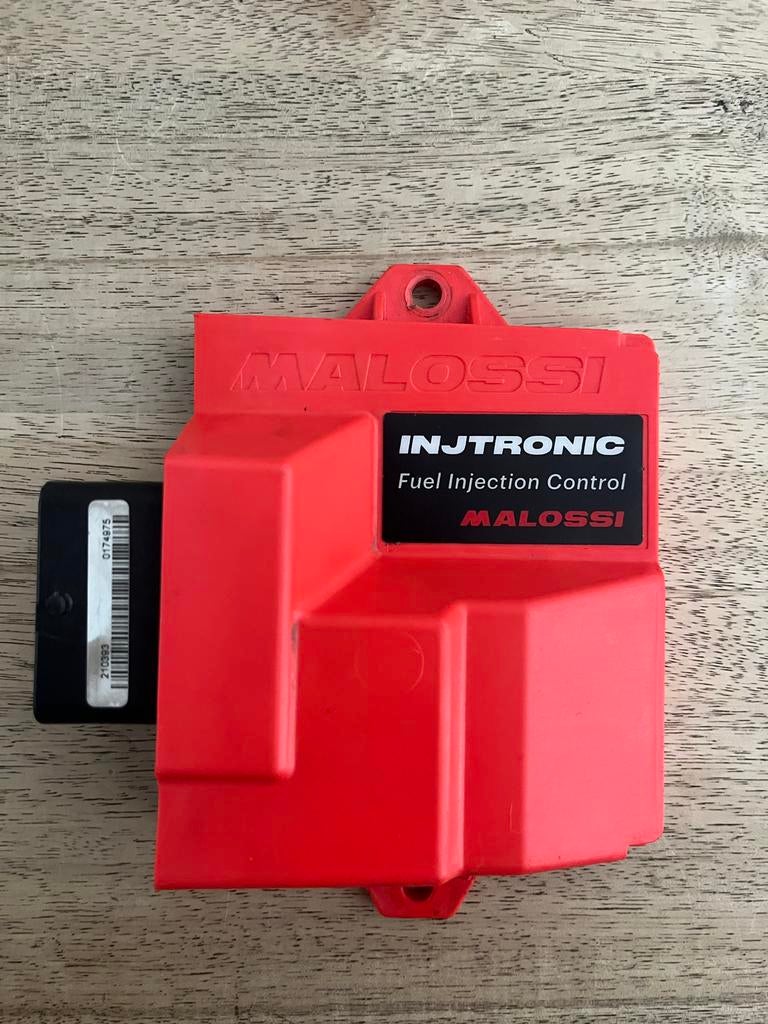 MALOSSI
INJTRONIC
Fuel Injection Control
MALOSSI
210393 0174975